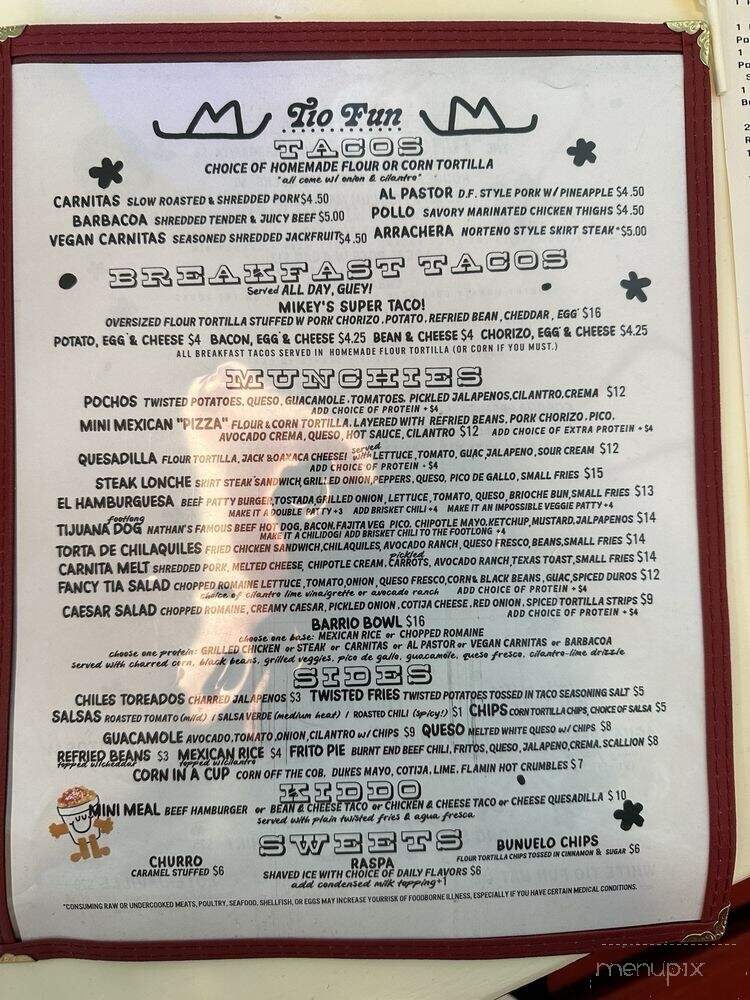 Tio Fun
TACOS
CHOICE OF HOMEMADE FLOUR OR CORN TORTILLA
"all come w/ onion & cilantro"
CARNITAS SLOW ROASTED & SHREDDED PORK $4.50
AL PASTOR D.F. STYLE PORK W/ PINEAPPLE $4.50
BARBACOA SHREDDED TENDER & JUICY BEEF $5.00
POLLO SAVORY MARINATED CHICKEN THIGHS $4.50
VEGAN CARNITAS SEASONED SHREDDED JACKFRUIT $4.50
ARRACHERA NORTENO STYLE SKIRT STEAK* $5.00
BREAKFAST TACOS
Served ALL DAY, GUEY!
MIKEY'S SUPER TACO!
OVERSIZED FLOUR TORTILLA STUFFED W PORK CHORIZO, POTATO, REFRIED BEAN, CHEDDAR, EGG* $16
POTATO, EGG* & CHEESE $4 BACON, EGG* & CHEESE $4.25 BEAN & CHEESE $4 CHORIZO, EGG* & CHEESE $4.25
ALL BREAKFAST TACOS SERVED IN HOMEMADE FLOUR TORTILLA (OR CORN IF YOU MUST.)
MUNCHIES
POCHOS TWISTED POTATOES, QUESO, GUACAMOLE, TOMATOES, PICKLED JALAPENOS, CILANTRO, CREMA $12
ADD CHOICE OF PROTEIN +$4
MINI MEXICAN "PIZZA" FLOUR & CORN TORTILLA, LAYERED WITH REFRIED BEANS, PORK CHORIZO, PICO,
AVOCADO CREMA, QUESO, HOT SAUCE, CILANTRO $12 ADD CHOICE OF EXTRA PROTEIN +$4
QUESADILLA FLOUR TORTILLA, JACK & OAXACA CHEESE! served with LETTUCE, TOMATO, GUAC, JALAPENO, SOUR CREAM $12
ADD CHOICE OF PROTEIN +$4
STEAK LONCHE SKIRT STEAK* SANDWICH, GRILLED ONION, PEPPERS, QUESO, PICO DE GALLO, SMALL FRIES $15
EL HAMBURGUESA BEEF PATTY BURGER, TOSTADA, GRILLED ONION, LETTUCE, TOMATO, QUESO, BRIOCHE BUN, SMALL FRIES $13
MAKE IT A DOUBLE PATTY +3 ADD BRISKET CHILI +4 MAKE IT AN IMPOSSIBLE VEGGIE PATTY +4
TIJUANA footlong DOG NATHAN'S FAMOUS BEEF HOT DOG, BACON, FAJITA VEG, PICO, CHIPOTLE MAYO, KETCHUP, MUSTARD, JALPAPENOS $14
MAKE IT A CHILIDOG! ADD BRISKET CHILI TO THE FOOTLONG +4
TORTA DE CHILAQUILES FRIED CHICKEN SANDWICH, CHILAQUILES, AVOCADO RANCH, QUESO FRESCO, BEANS, SMALL FRIES $14
CARNITA MELT SHREDDED PORK, MELTED CHEESE, CHIPOTLE CREAM, pickled CARROTS, AVOCADO RANCH, TEXAS TOAST, SMALL FRIES $14
FANCY TIA SALAD CHOPPED ROMAINE LETTUCE, TOMATO, ONION, QUESO FRESCO, CORN & BLACK BEANS, GUAC, SPICED DUROS $12
choice of cilantro lime vinaigrette or avocado ranch ADD CHOICE OF PROTEIN +$4
CAESAR SALAD CHOPPED ROMAINE, CREAMY CAESAR, PICKLED ONION, COTIJA CHEESE, RED ONION, SPICED TORTILLA STRIPS $9
ADD CHOICE OF PROTEIN +$4
BARRIO BOWL $16
choose one base: MEXICAN RICE or CHOPPED ROMAINE
choose one protein: GRILLED CHICKEN or STEAK or CARNITAS or AL PASTOR or VEGAN CARNITAS or BARBACOA
served with charred corn, black beans, grilled veggies, pico de gallo, guacamole, queso fresco, cilantro-lime drizzle
SIDES
CHILES TOREADOS CHARRED JALAPENOS $3 TWISTED FRIES TWISTED POTATOES TOSSED IN TACO SEASONING SALT $5
SALSAS ROASTED TOMATO (mild) / SALSA VERDE (medium heat) / ROASTED CHILI (spicy!) $1 CHIPS CORN TORTILLA CHIPS, CHOICE OF SALSA $5
GUACAMOLE AVOCADO, TOMATO, ONION, CILANTRO w/ CHIPS $9 QUESO MELTED WHITE QUESO w/ CHIPS $8
REFRIED BEANS $3 MEXICAN RICE $4 FRITO PIE BURNT END BEEF CHILI, FRITOS, QUESO, JALAPENO, CREMA, SCALLION $8
topped w/cheddar topped w/cilantro
CORN IN A CUP CORN OFF THE COB, DUKES MAYO, COTIJA, LIME, FLAMIN HOT CRUMBLES $7
KIDDO
MINI MEAL BEEF HAMBURGER or BEAN & CHEESE TACO or CHICKEN & CHEESE TACO or CHEESE QUESADILLA $10
served with plain twisted fries & agua fresca
SWEETS
CHURRO
CARAMEL STUFFED $6
RASPA
SHAVED ICE WITH CHOICE OF DAILY FLAVORS $6
add condensed milk topping +1
BUNUELO CHIPS
FLOUR TORTILLA CHIPS TOSSED IN CINNAMON & SUGAR $6
*CONSUMING RAW OR UNDERCOOKED MEATS, POULTRY, SEAFOOD, SHELLFISH, OR EGGS MAY INCREASE YOURRISK OF FOODBORNE ILLNESS, ESPECIALLY IF YOU HAVE CERTAIN MEDICAL CONDITIONS.
menupix